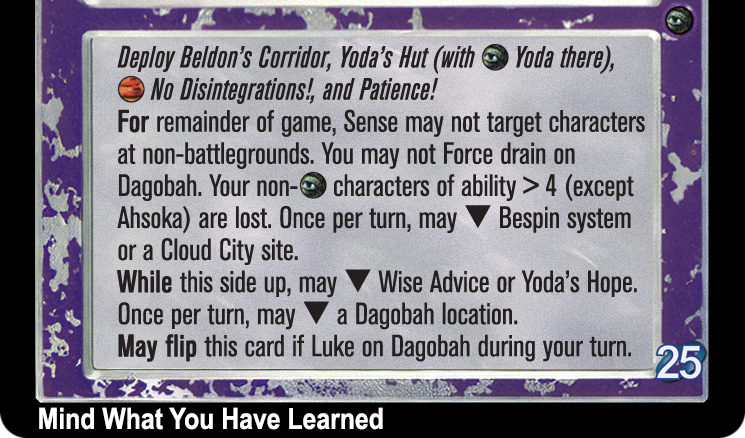 Deploy Beldon's Corridor, Yoda's Hut (with Yoda there),
No Disintegrations!, and Patience!
For remainder of game, Sense may not target characters
at non-battlegrounds. You may not Force drain on
Dagobah. Your non- characters of ability > 4 (except
Ahsoka) are lost. Once per turn, may ▼ Bespin system
or a Cloud City site.
While this side up, may ▼ Wise Advice or Yoda's Hope.
Once per turn, may ▼ a Dagobah location.
May flip this card if Luke on Dagobah during your turn.
25
Mind What You Have Learned